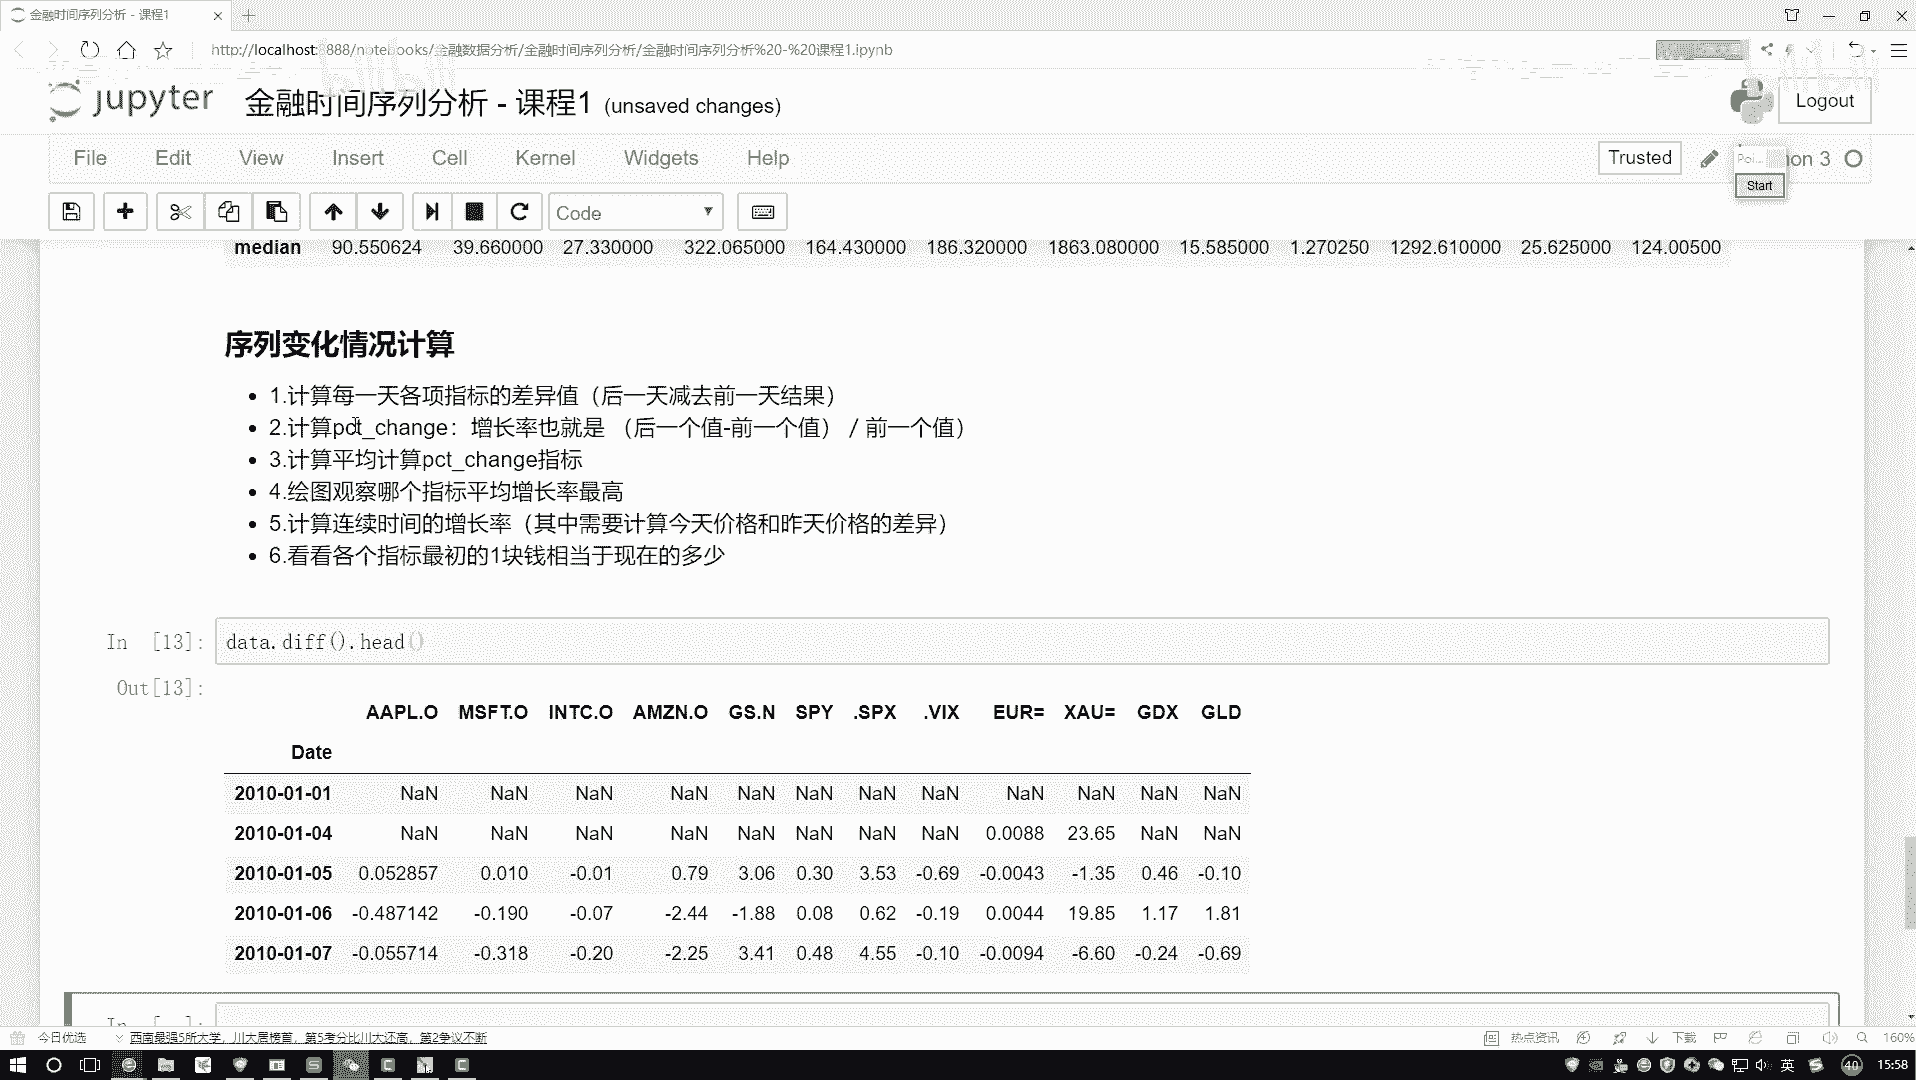 金融时间序列分析 - 课程1
http://localhost:8888/notebooks/金融数据分析/金融时间序列分析/金融时间序列分析%20-%20课程1.ipynb
jupyter 金融时间序列分析 - 课程1 (unsaved changes)
Logout
File Edit View Insert Cell Kernel Widgets Help
Trusted
Poi... hon 3
Start
Code
median 90.550624 39.660000 27.330000 322.065000 164.430000 186.320000 1863.080000 15.585000 1.270250 1292.610000 25.625000 124.00500
序列变化情况计算
• 1.计算每一天各项指标的差异值（后一天减去前一天结果）
• 2.计算pct_change：增长率也就是 （后一个值-前一个值） / 前一个值）
• 3.计算平均计算pct_change指标
• 4.绘图观察哪个指标平均增长率最高
• 5.计算连续时间的增长率（其中需要计算今天价格和昨天价格的差异）
• 6.看看各个指标最初的1块钱相当于现在的多少
In [13]: data.diff().head()
Out[13]:
AAPL.O MSFT.O INTC.O AMZN.O GS.N SPY .SPX .VIX EUR= XAU= GDX GLD
Date
2010-01-01 NaN NaN NaN NaN NaN NaN NaN NaN NaN NaN NaN NaN
2010-01-04 NaN NaN NaN NaN NaN NaN NaN NaN 0.0088 23.65 NaN NaN
2010-01-05 0.052857 0.010 -0.01 0.79 3.06 0.30 3.53 -0.69 -0.0043 -1.35 0.46 -0.10
2010-01-06 -0.487142 -0.190 -0.07 -2.44 -1.88 0.08 0.62 -0.19 0.0044 19.85 1.17 1.81
2010-01-07 -0.055714 -0.318 -0.20 -2.25 3.41 0.48 4.55 -0.10 -0.0094 -6.60 -0.24 -0.69
In [ ]:
今日优选 西南最强5所大学，川大居榜首，第5考分比川大还高，第2争议不断 热点资讯 下载 160%
英 40 15:58